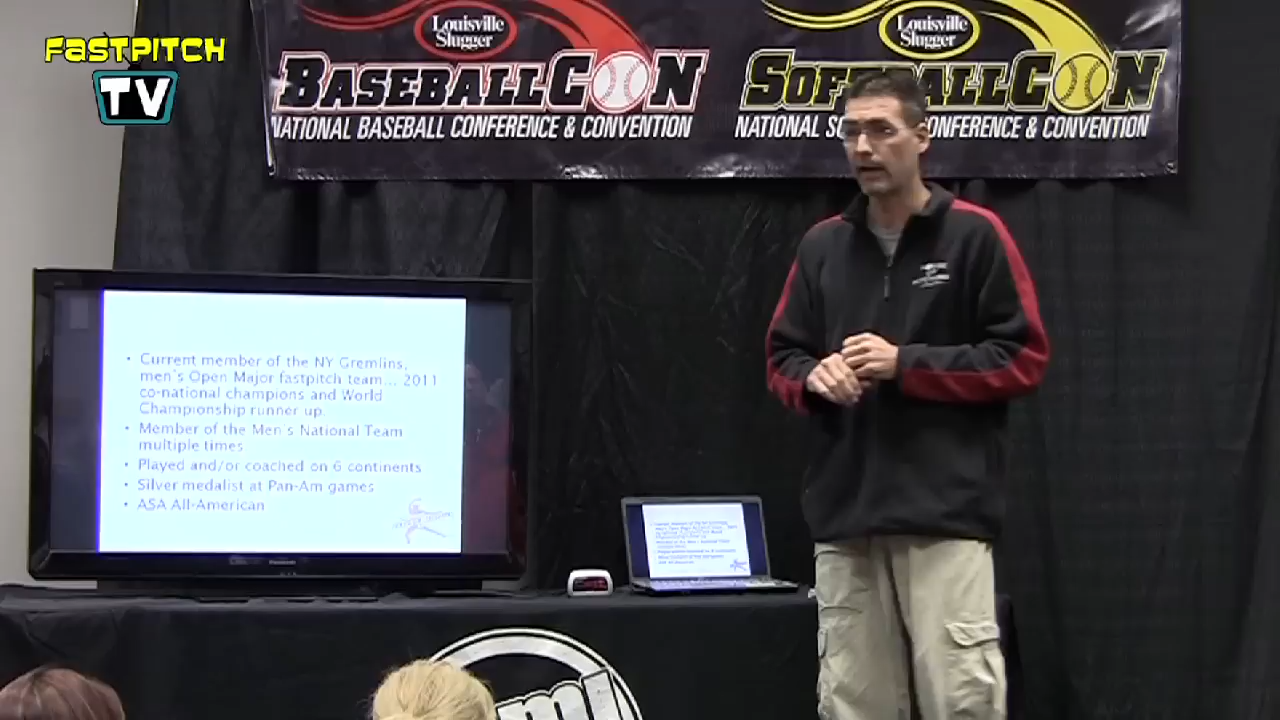 FASTPITCH
TV
Louisville
Slugger
BASEBALLCON
NATIONAL BASEBALL CONFERENCE & CONVENTION
Louisville
Slugger
NATIONAL CONFERENCE & CONVENTION
• Current member of the NY Gremlins,
men's Open Major fastpitch team... 2011
co-national champions and World
Championship runner up.
• Member of the Men's National Team
multiple times
• Played and/or coached on 6 continents
• Silver medalist at Pan-Am games
• ASA All-American
Panasonic